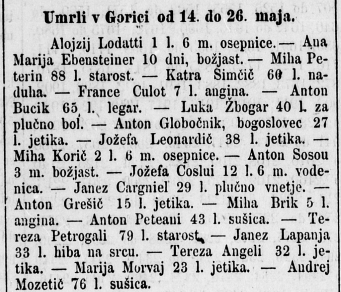 Umrli v Gorici od 14. do 26. maja.
Alojzij Lodatti 1 l. 6 m. osepnice. — Ana
Marija Ebensteiner 10 dni, božjast. — Miha Pe-
terin 88 l. starost. — Katra Šimčič 60 l. na-
duha. — France Culot 7 l. angina. — Anton
Bucik 65 l. legar. — Luka Žbogar 40 l. za
plučno bol. — Anton Globočnik, bogoslovec 27
l. jetika. — Jožefa Leonardič 38 l. jetika. —
Miha Korič 2 l. 6 m. osepnice. — Anton Sosou
3 m. božjast. — Jožefa Coslui 12 l. 6 m. vode-
nica. — Janez Cargniel 29 l. plučno vnetje. —
Anton Grešič 15 l. jetika. — Miha Brik 5 l.
angina. — Anton Peteani 43 l. sušica. — Te-
reza Petrogali 79 l. starost. — Janez Lapanja
33 l. hiba na srcu. — Tereza Angeli 32 l. je-
tika. — Marija Morvaj 23 l. jetika. — Andrej
Mozetič 76 l. sušica.